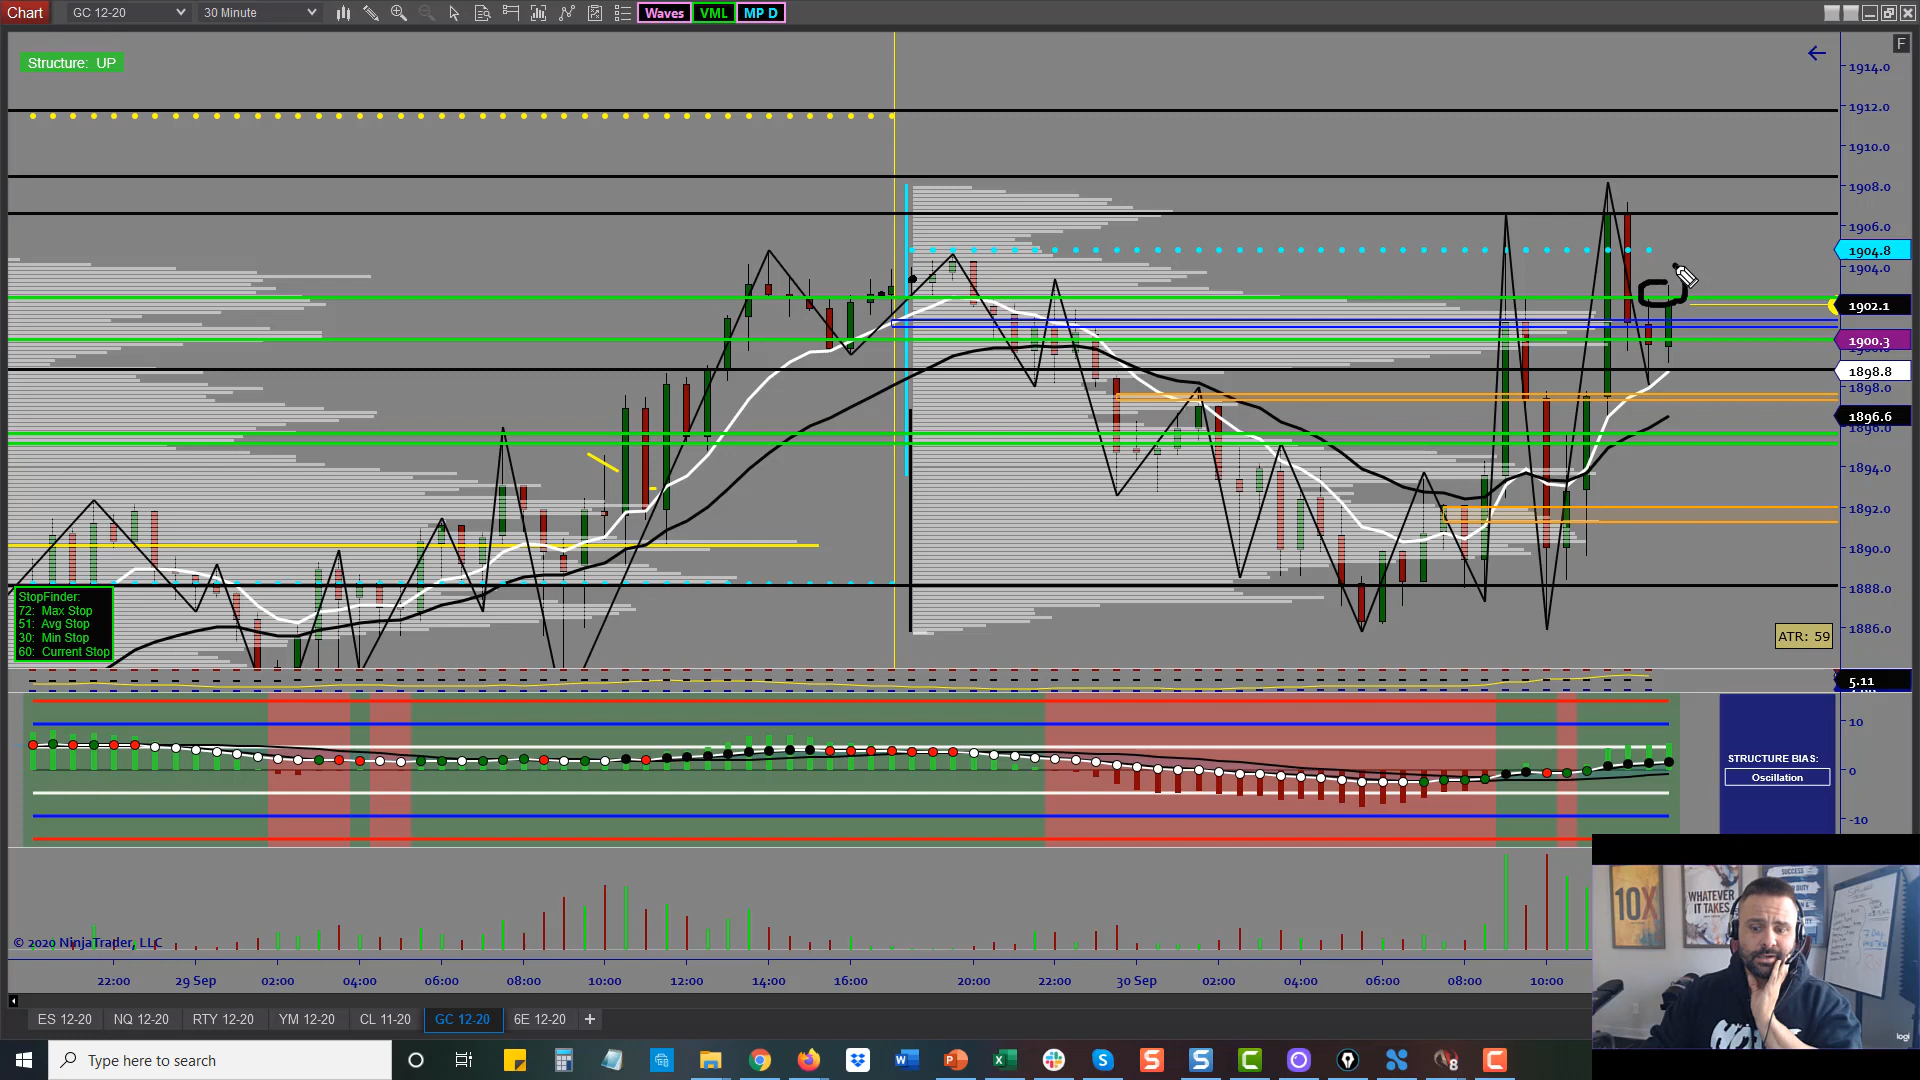 Chart
GC 12-20
30 Minute
Waves
VML
MP D
Structure: UP
F
1914.0
1912.0
1910.0
1908.0
1906.0
1904.8
1904.0
1902.1
1900.3
1898.8
1898.0
1896.6
1894.0
1892.0
1890.0
1888.0
1886.0
StopFinder:
72: Max Stop
51: Avg Stop
30: Min Stop
60: Current Stop
ATR: 59
5.11
10
0
-10
STRUCTURE BIAS:
Oscillation
© 2020 NinjaTrader, LLC
22:00
29 Sep
02:00
04:00
06:00
08:00
10:00
12:00
14:00
16:00
20:00
22:00
30 Sep
02:00
04:00
06:00
08:00
10:00
10X
WHATEVER
IT TAKES
SUCCESS
DUTY
logi
ES 12-20
NQ 12-20
RTY 12-20
YM 12-20
CL 11-20
GC 12-20
6E 12-20
+
Type here to search